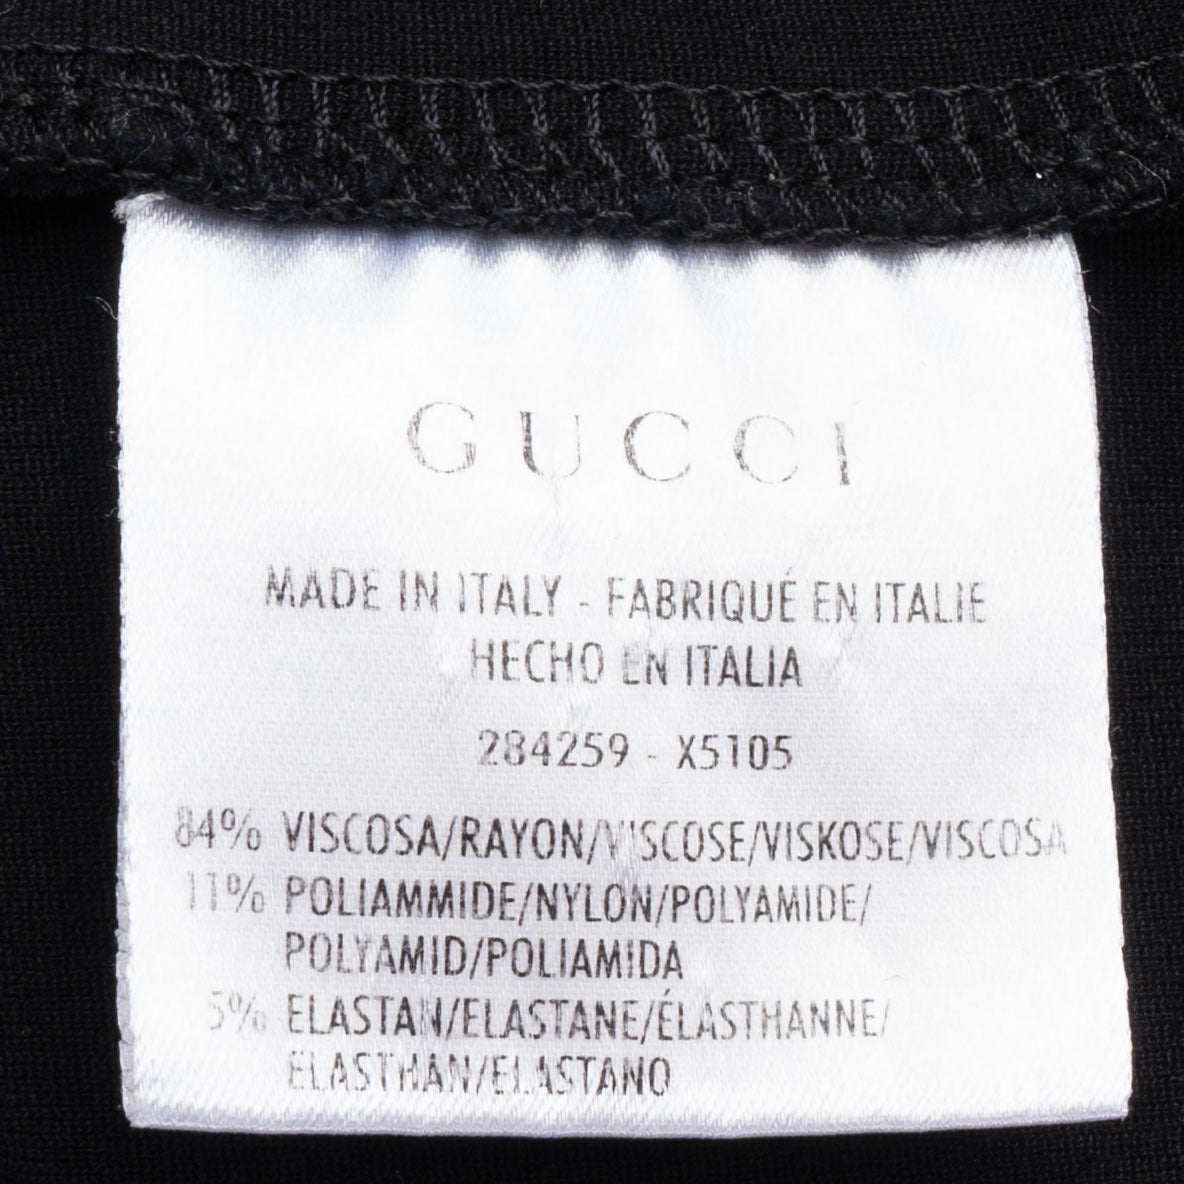 GUCCI
MADE IN ITALY - FABRIQUÉ EN ITALIE
HECHO EN ITALIA
284259 - X5105
84% VISCOSA/RAYON/VISCOSE/VISKOSE/VISCOSA
11% POLIAMMIDE/NYLON/POLYAMIDE/
POLYAMID/POLIAMIDA
5% ELASTAN/ELASTANE/ÉLASTHANNE/
ELASTHAN/ELASTANO